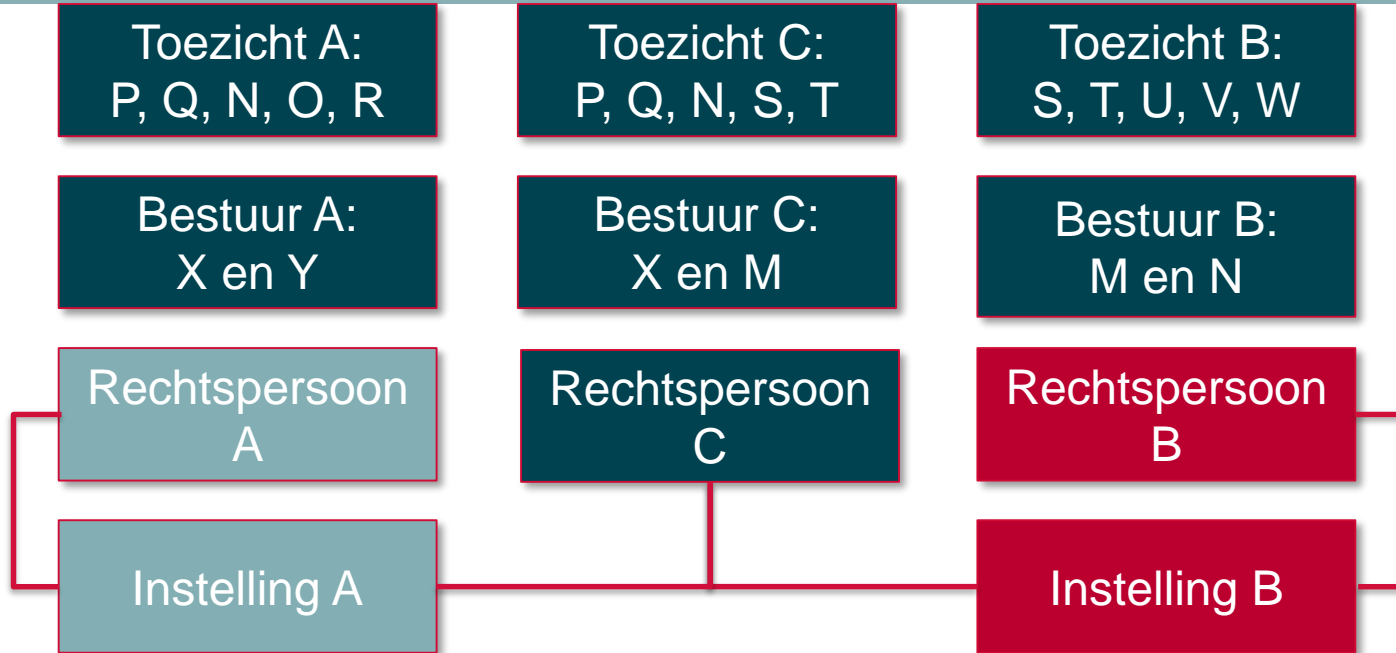 Toezicht A:
P, Q, N, O, R
Toezicht C:
P, Q, N, S, T
Toezicht B:
S, T, U, V, W
Bestuur A:
X en Y
Bestuur C:
X en M
Bestuur B:
M en N
Rechtspersoon
A
Rechtspersoon
C
Rechtspersoon
B
Instelling A
Instelling B